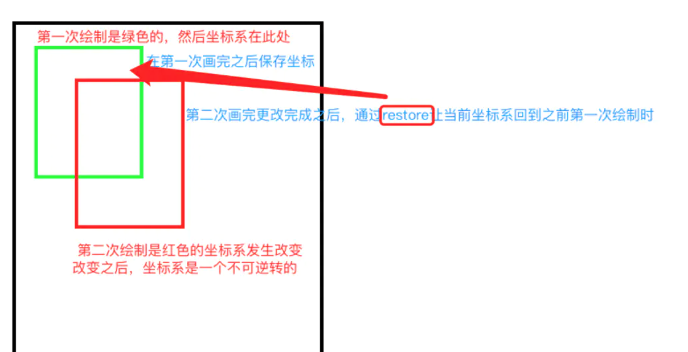 第一次绘制是绿色的，然后坐标系在此处
在第一次画完之后保存坐标
第二次画完更改完成之后，通过restore让当前坐标系回到之前第一次绘制时
第二次绘制是红色的坐标系发生改变
改变之后，坐标系是一个不可逆转的